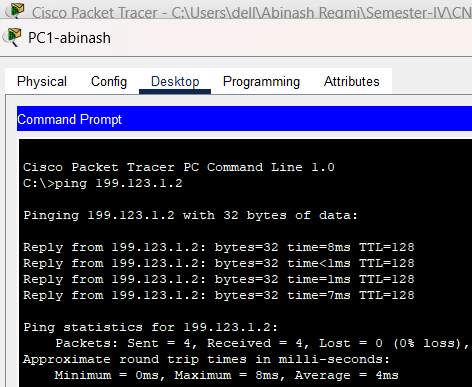 Cisco Packet Tracer - C:\Users\dell\Abinash Regmi\Semester-IV\CN
PC1-abinash
Physical Config Desktop Programming Attributes
Command Prompt
Cisco Packet Tracer PC Command Line 1.0
C:\>ping 199.123.1.2
Pinging 199.123.1.2 with 32 bytes of data:
Reply from 199.123.1.2: bytes=32 time=8ms TTL=128
Reply from 199.123.1.2: bytes=32 time<1ms TTL=128
Reply from 199.123.1.2: bytes=32 time=1ms TTL=128
Reply from 199.123.1.2: bytes=32 time=7ms TTL=128
Ping statistics for 199.123.1.2:
Packets: Sent = 4, Received = 4, Lost = 0 (0% loss),
Approximate round trip times in milli-seconds:
Minimum = 0ms, Maximum = 8ms, Average = 4ms